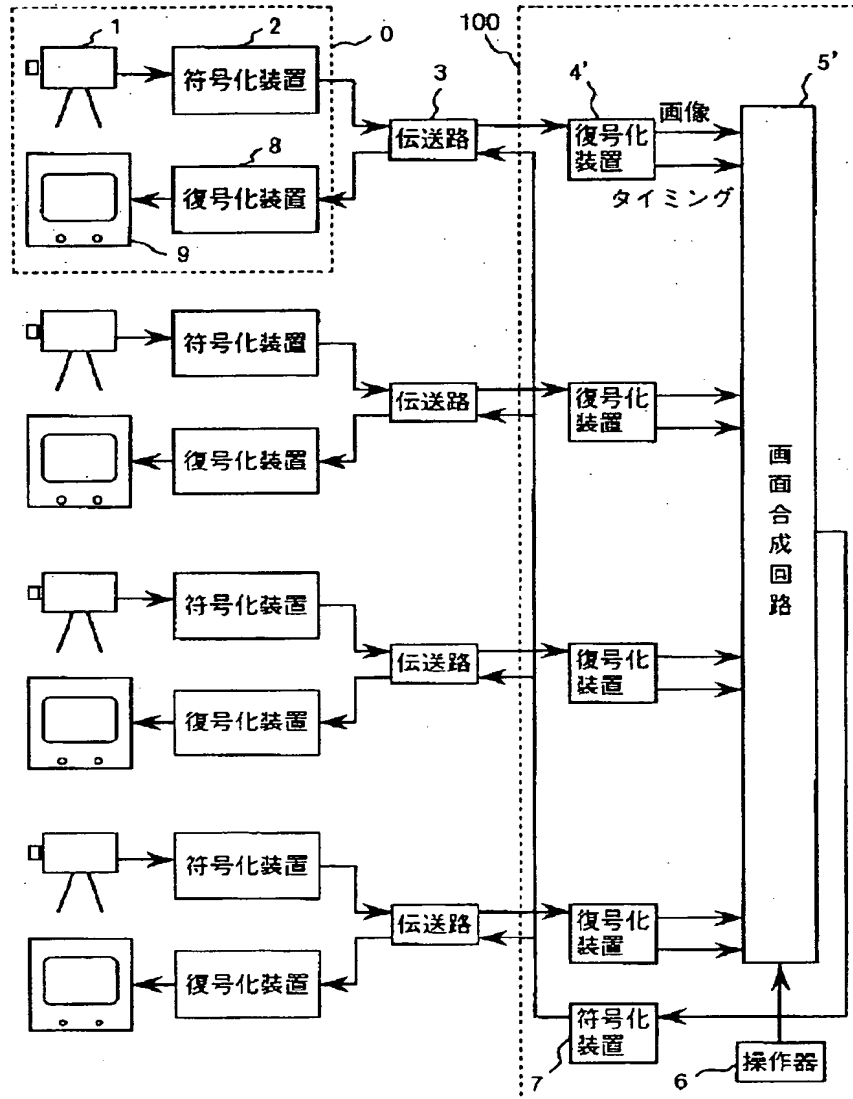 1
2
0
符号化装置
3
伝送路
8
復号化装置
9
100
4'
復号化
装置
画像
タイミング
5'
画面合成回路
符号化装置
伝送路
復号化装置
復号化
装置
符号化装置
伝送路
復号化装置
復号化
装置
符号化装置
伝送路
復号化装置
復号化
装置
符号化
装置
7
6
操作器